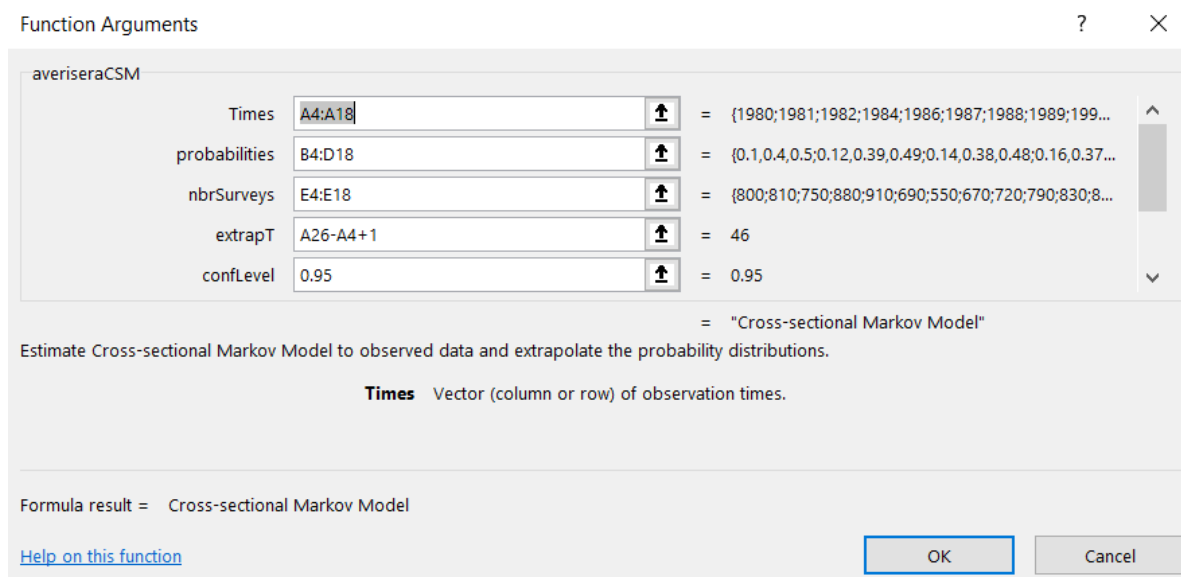 Function Arguments ? ×
averiseraCSM
Times A4:A18 = {1980;1981;1982;1984;1986;1987;1988;1989;199...
probabilities B4:D18 = {0.1,0.4,0.5;0.12,0.39,0.49;0.14,0.38,0.48;0.16,0.37...
nbrSurveys E4:E18 = {800;810;750;880;910;690;550;670;720;790;830;8...
extrapT A26-A4+1 = 46
confLevel 0.95 = 0.95
= "Cross-sectional Markov Model"
Estimate Cross-sectional Markov Model to observed data and extrapolate the probability distributions.
Times Vector (column or row) of observation times.
Formula result = Cross-sectional Markov Model
Help on this function OK Cancel